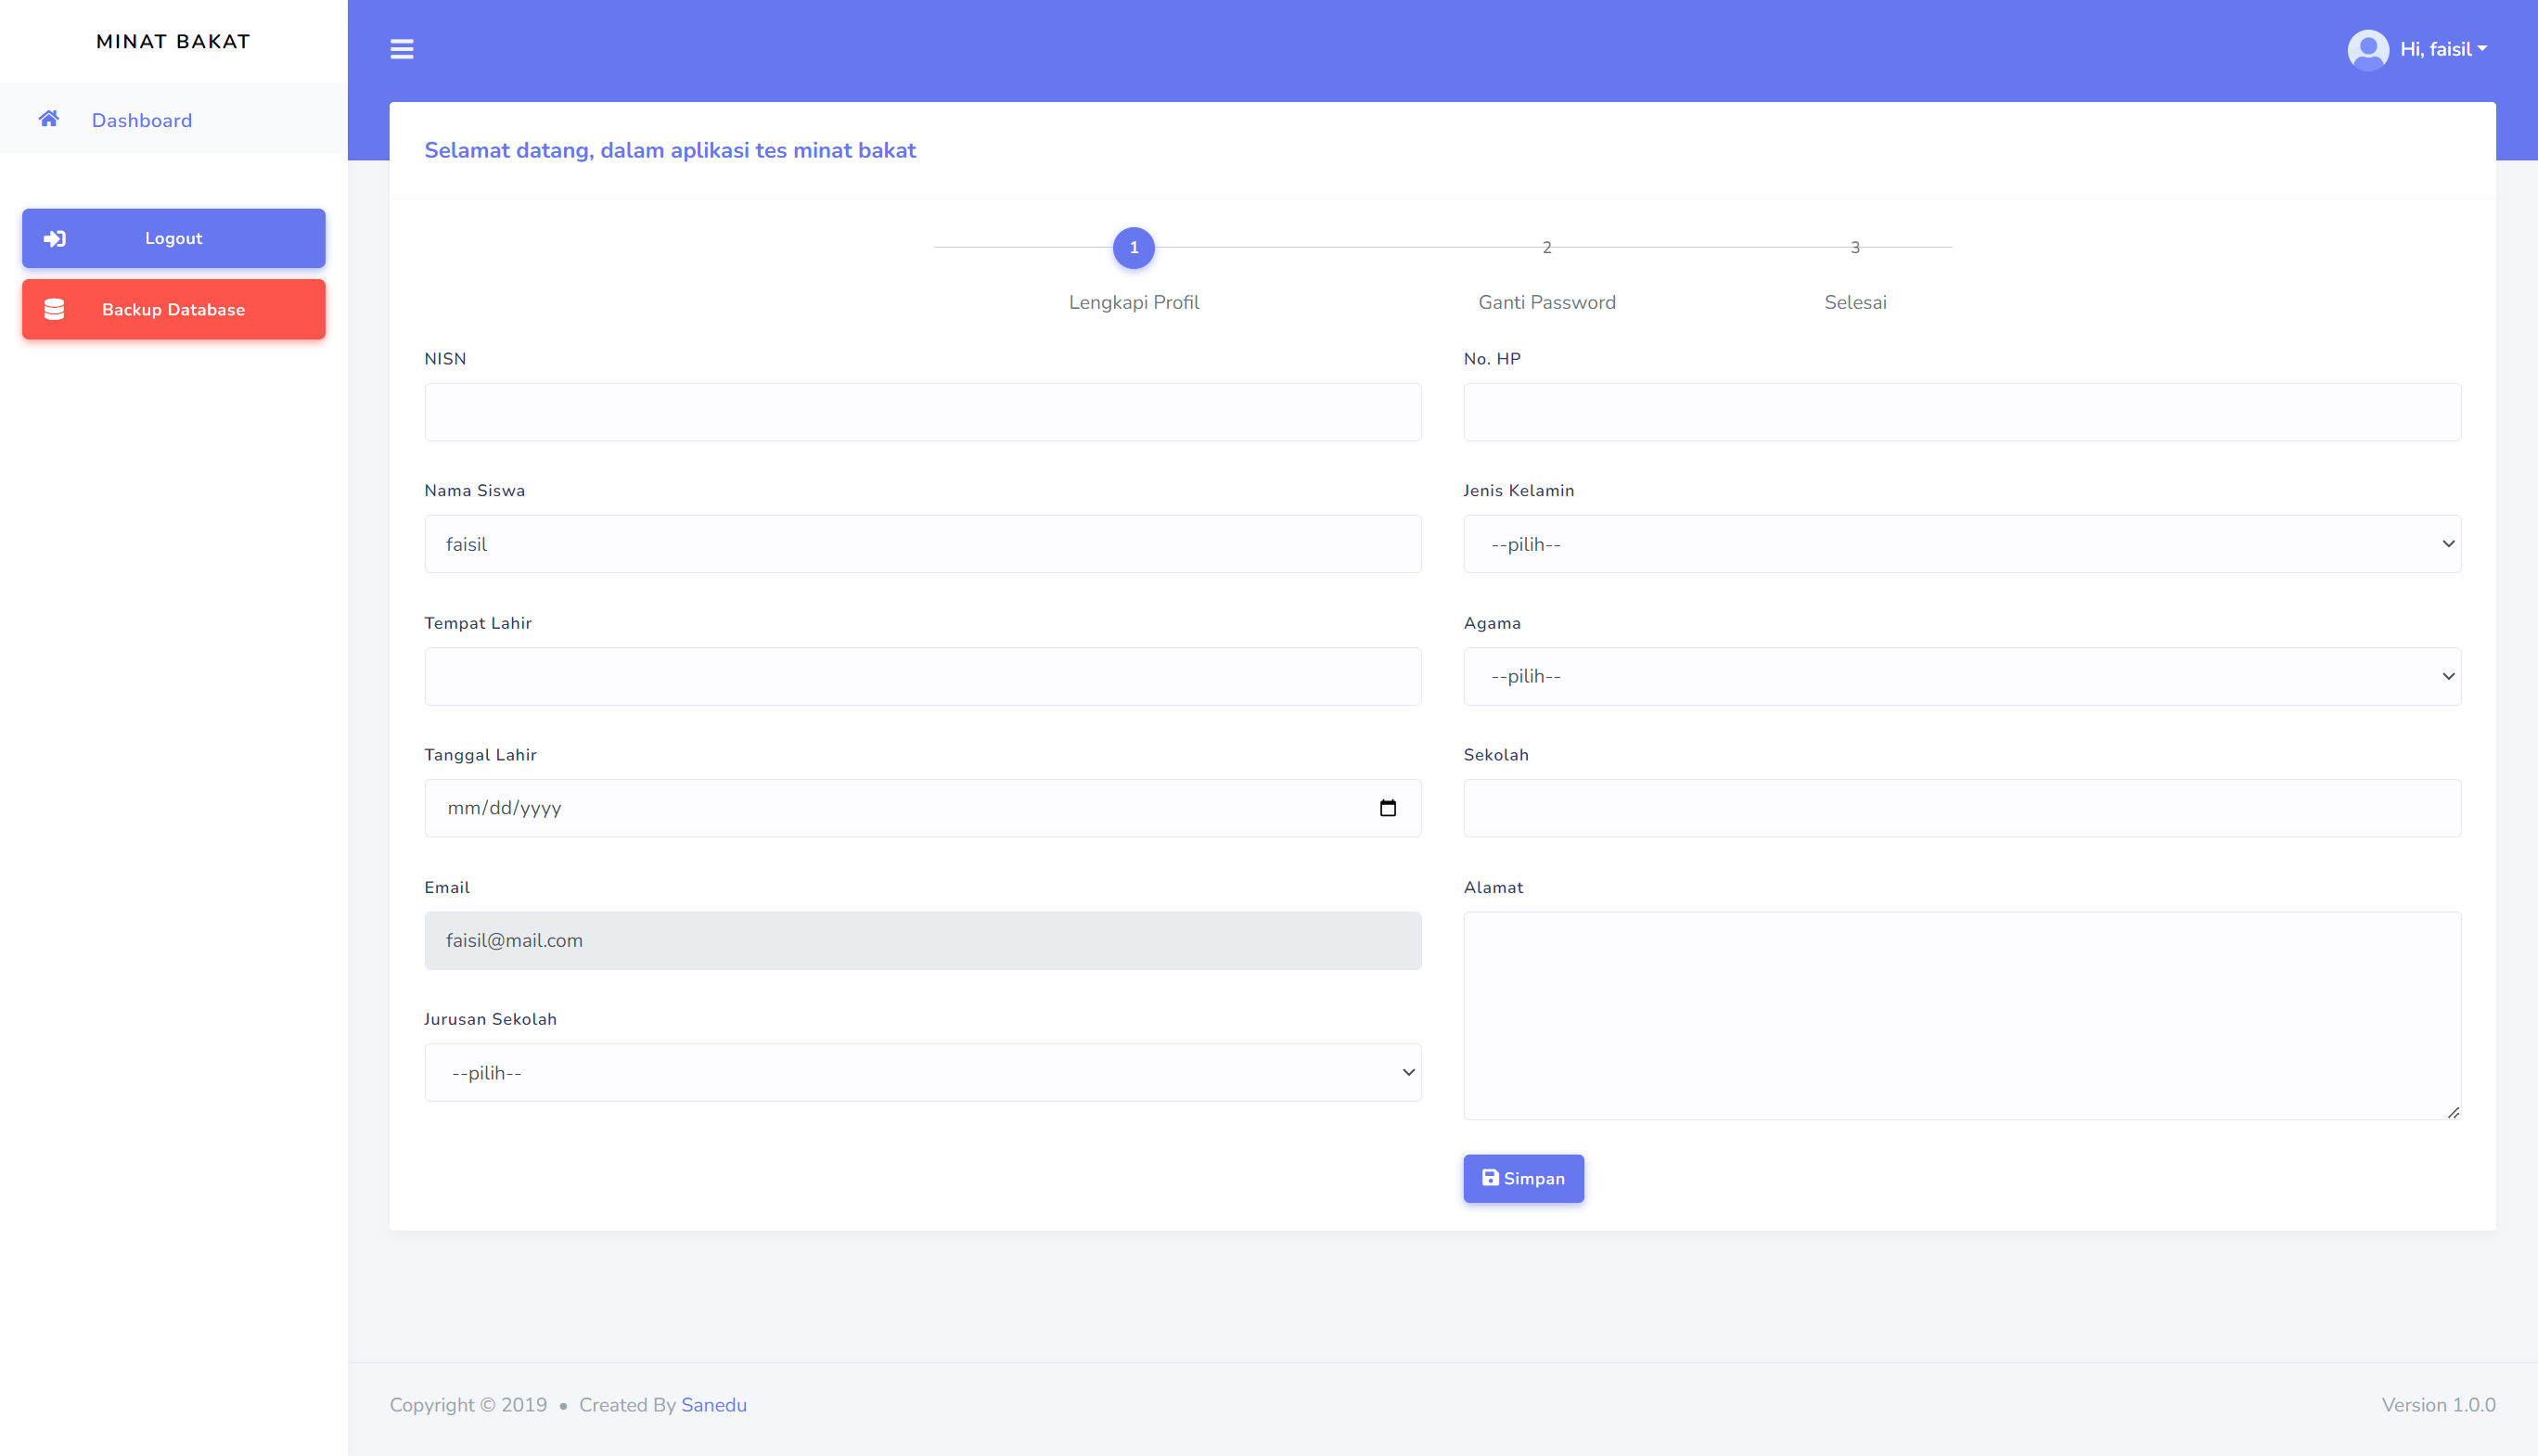 MINAT BAKAT
Dashboard
Logout
Backup Database
Hi, faisil
Selamat datang, dalam aplikasi tes minat bakat
1
2
3
Lengkapi Profil
Ganti Password
Selesai
NISN
Nama Siswa
faisil
Tempat Lahir
Tanggal Lahir
mm/dd/yyyy
Email
faisil@mail.com
Jurusan Sekolah
--pilih--
No. HP
Jenis Kelamin
--pilih--
Agama
--pilih--
Sekolah
Alamat
Simpan
Copyright © 2019 • Created By Sanedu
Version 1.0.0